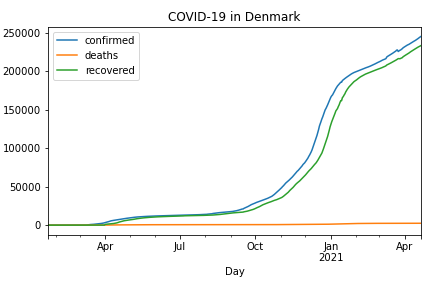 COVID-19 in Denmark
confirmed
deaths
recovered
250000
200000
150000
100000
50000
0
Apr Jul Oct Jan Apr
2021
Day